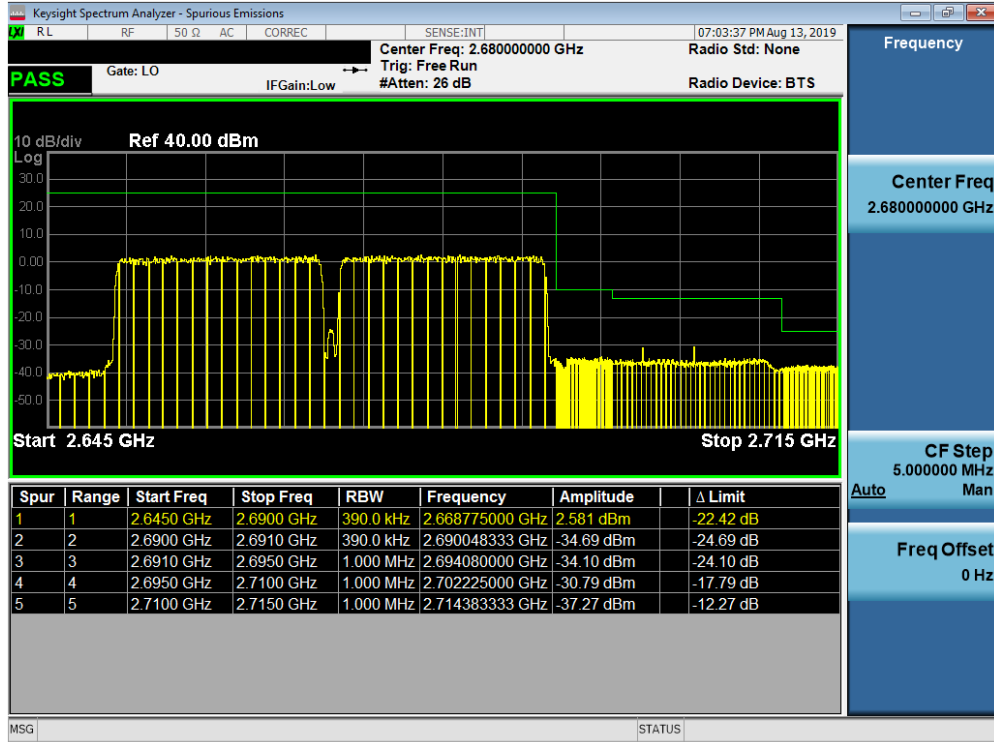 Keysight Spectrum Analyzer - Spurious Emissions
LXI RL RF 50 Ω AC CORREC SENSE:INT 07:03:37 PM Aug 13, 2019
Center Freq: 2.680000000 GHz Radio Std: None
Trig: Free Run
PASS Gate: LO IFGain:Low #Atten: 26 dB Radio Device: BTS
10 dB/div Ref 40.00 dBm
Log
30.0
20.0
10.0
0.00
-10.0
-20.0
-30.0
-40.0
-50.0
Start 2.645 GHz Stop 2.715 GHz
Spur Range Start Freq Stop Freq RBW Frequency Amplitude Δ Limit
1 1 2.6450 GHz 2.6900 GHz 390.0 kHz 2.668775000 GHz 2.581 dBm -22.42 dB
2 2 2.6900 GHz 2.6910 GHz 390.0 kHz 2.690048333 GHz -34.69 dBm -24.69 dB
3 3 2.6910 GHz 2.6950 GHz 1.000 MHz 2.694080000 GHz -34.10 dBm -24.10 dB
4 4 2.6950 GHz 2.7100 GHz 1.000 MHz 2.702225000 GHz -30.79 dBm -17.79 dB
5 5 2.7100 GHz 2.7150 GHz 1.000 MHz 2.714383333 GHz -37.27 dBm -12.27 dB
MSG STATUS
Frequency
Center Freq
2.680000000 GHz
CF Step
5.000000 MHz
Auto Man
Freq Offset
0 Hz